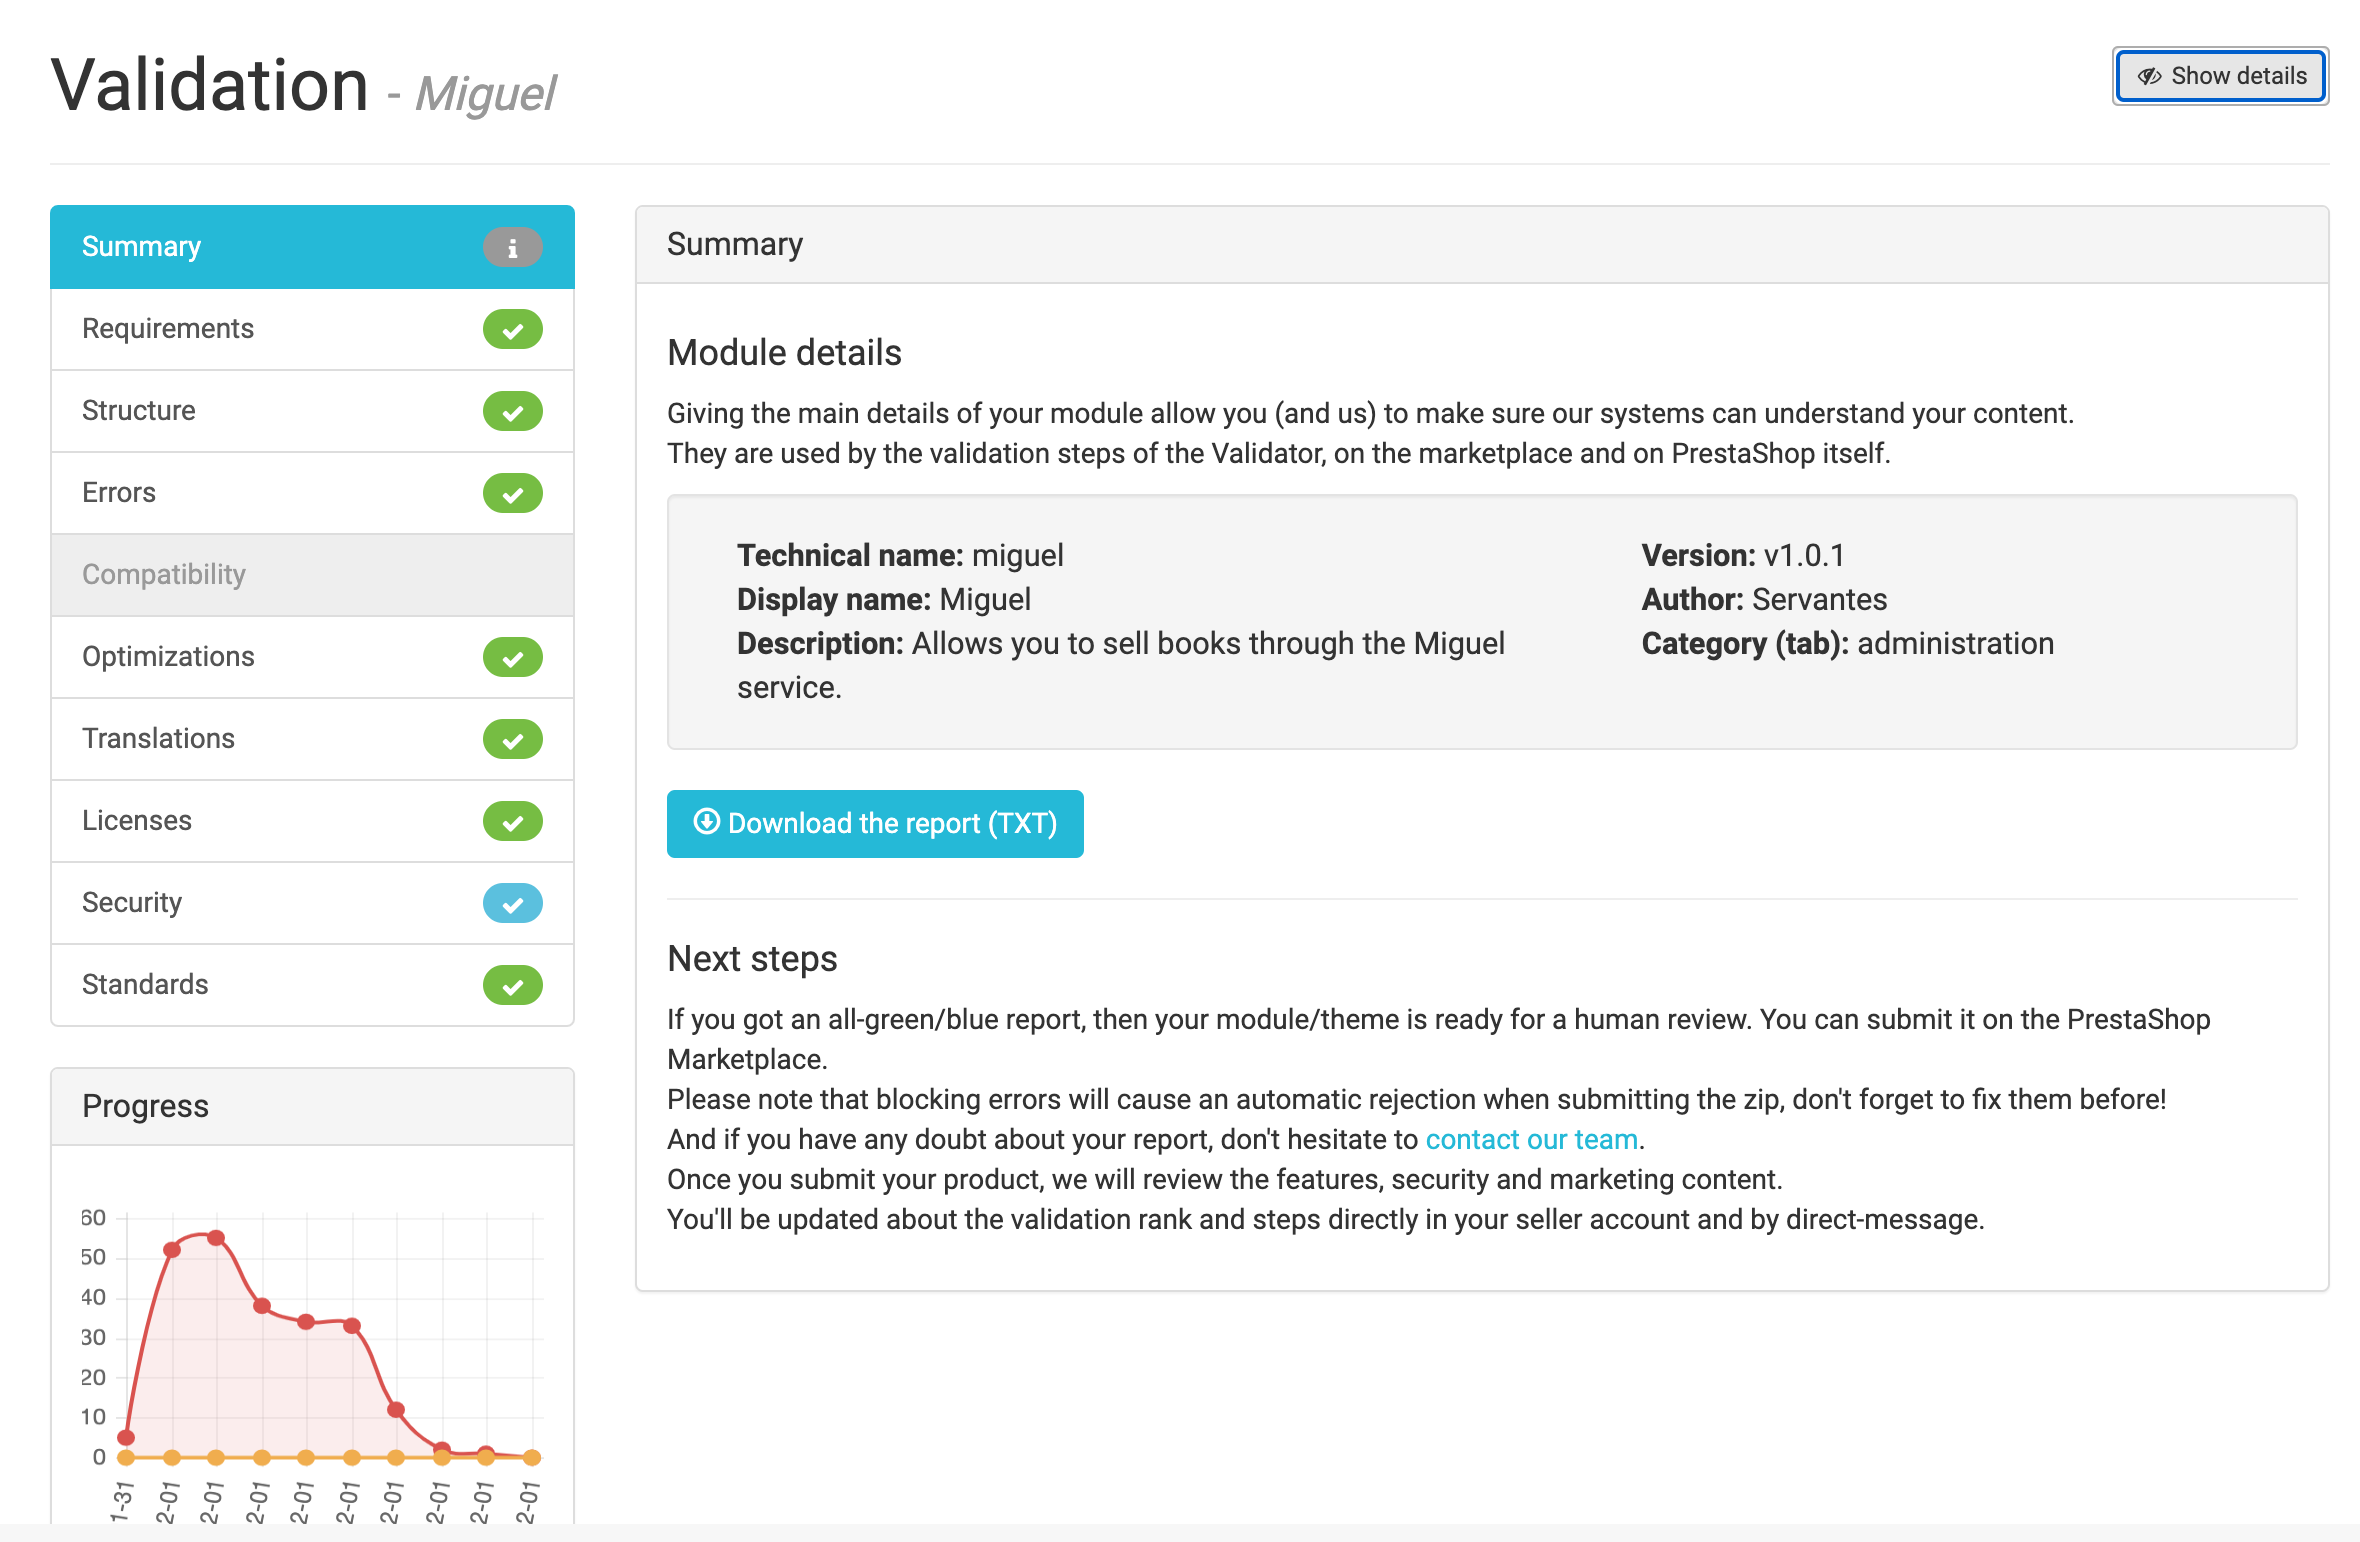 Validation - Miguel
Show details
Summary
Requirements
Structure
Errors
Compatibility
Optimizations
Translations
Licenses
Security
Standards
Progress
60
50
40
30
20
10
0
1-31
2-01
2-01
2-01
2-01
2-01
2-01
2-01
2-01
2-01
Summary
Module details
Giving the main details of your module allow you (and us) to make sure our systems can understand your content.
They are used by the validation steps of the Validator, on the marketplace and on PrestaShop itself.
Technical name: miguel
Display name: Miguel
Description: Allows you to sell books through the Miguel
service.
Version: v1.0.1
Author: Servantes
Category (tab): administration
Download the report (TXT)
Next steps
If you got an all-green/blue report, then your module/theme is ready for a human review. You can submit it on the PrestaShop
Marketplace.
Please note that blocking errors will cause an automatic rejection when submitting the zip, don't forget to fix them before!
And if you have any doubt about your report, don't hesitate to contact our team.
Once you submit your product, we will review the features, security and marketing content.
You'll be updated about the validation rank and steps directly in your seller account and by direct-message.